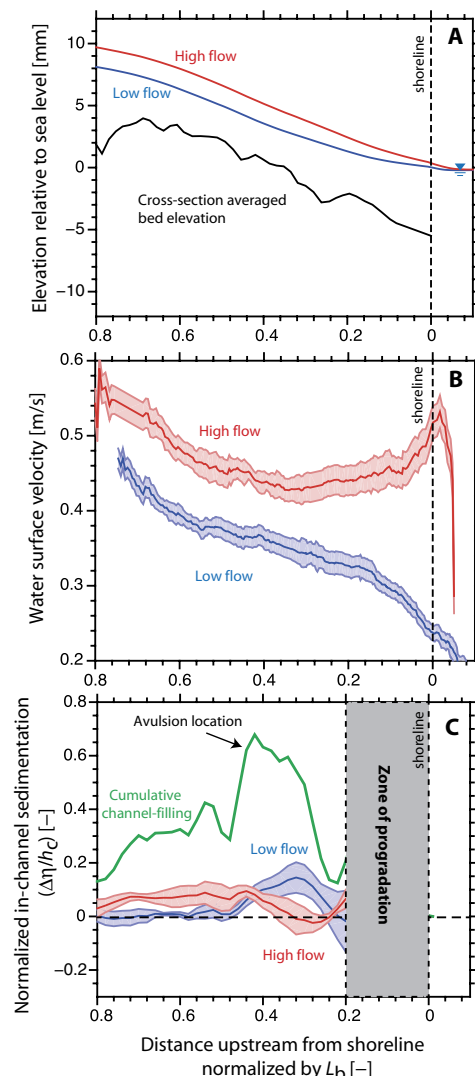 A
10
5
0
−5
−10
Elevation relative to sea level [mm]
High flow
Low flow
shoreline
Cross-section averaged
bed elevation
0.8
0.6
0.4
0.2
0
B
0.6
0.5
0.4
0.3
0.2
Water surface velocity [m/s]
High flow
Low flow
shoreline
0.8
0.6
0.4
0.2
0
C
0.8
0.6
0.4
0.2
0
−0.2
Normalized in-channel sedimentation
(Δη/hc) [−]
Avulsion location
Cumulative
channel-filling
Low flow
High flow
Zone of progradation
shoreline
0.8
0.6
0.4
0.2
0
Distance upstream from shoreline
normalized by Lb [−]